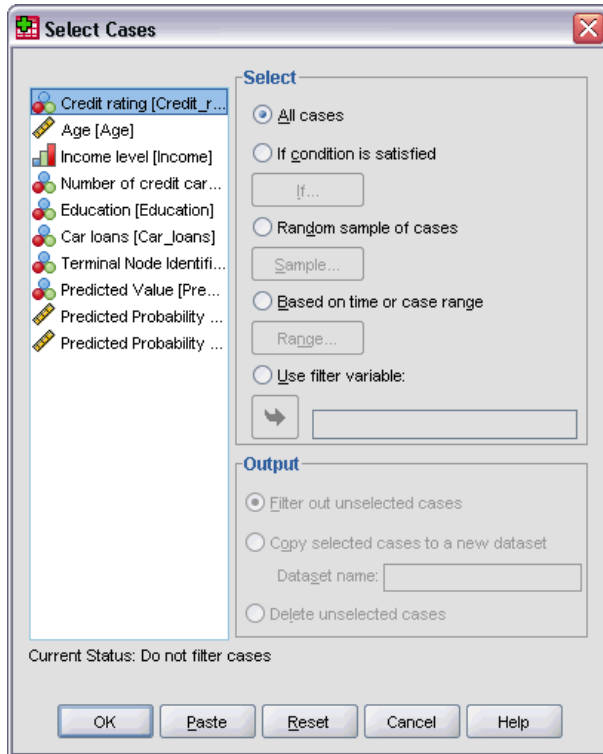 Select Cases
Credit rating [Credit_r...
Age [Age]
Income level [Income]
Number of credit car...
Education [Education]
Car loans [Car_loans]
Terminal Node Identifi...
Predicted Value [Pre...
Predicted Probability ...
Predicted Probability ...
Select
All cases
If condition is satisfied
If...
Random sample of cases
Sample...
Based on time or case range
Range...
Use filter variable:
Output
Filter out unselected cases
Copy selected cases to a new dataset
Dataset name:
Delete unselected cases
Current Status: Do not filter cases
OK Paste Reset Cancel Help